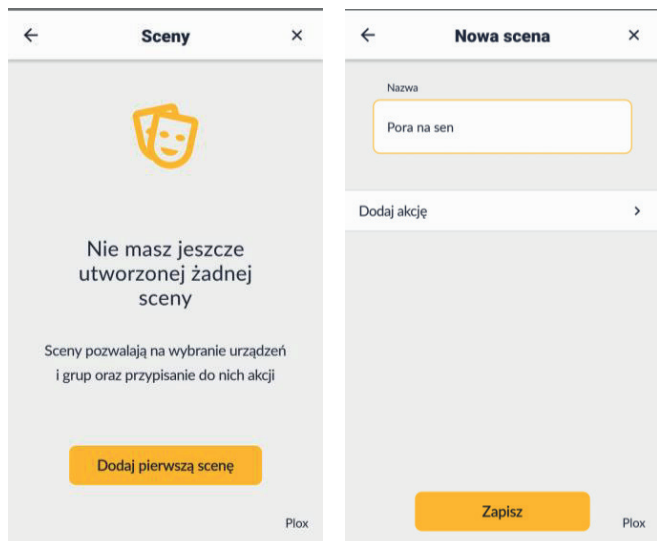 Sceny
Nie masz jeszcze
utworzonej żadnej
sceny
Sceny pozwalają na wybranie urządzeń
i grup oraz przypisanie do nich akcji
Dodaj pierwszą scenę
Plox
Nowa scena
Nazwa
Pora na sen
Dodaj akcję
Zapisz
Plox